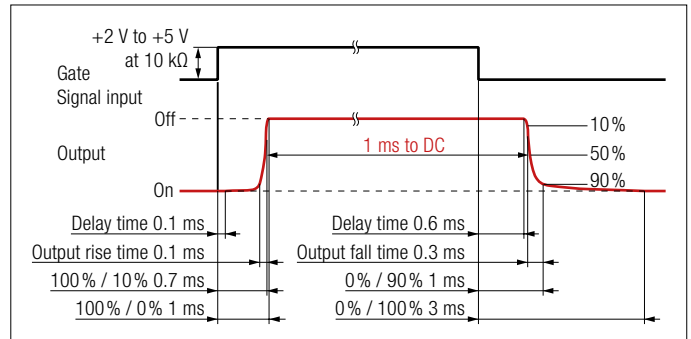 +2 V to +5 V
at 10 kΩ
Gate
Signal input
Off
10%
1 ms to DC
50%
Output
90%
On
Delay time 0.1 ms
Delay time 0.6 ms
Output rise time 0.1 ms
Output fall time 0.3 ms
100% / 10% 0.7 ms
0% / 90% 1 ms
100% / 0% 1 ms
0% / 100% 3 ms